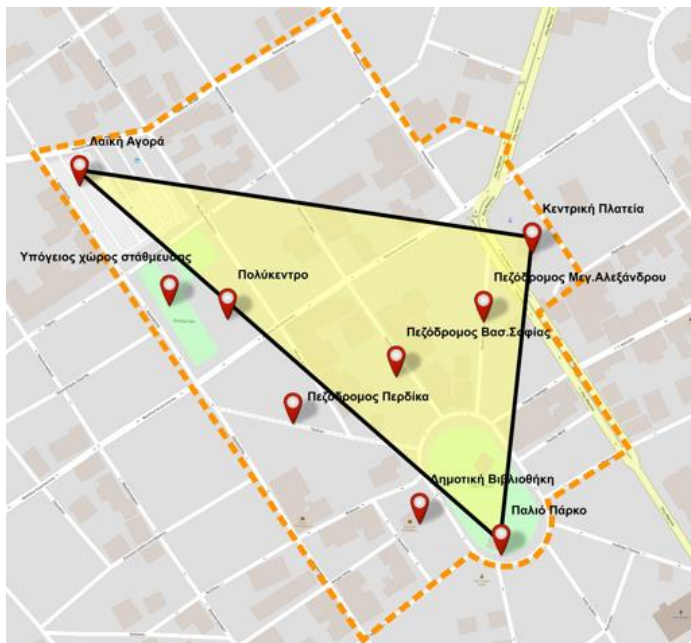 Λαϊκή Αγορά
Κεντρική Πλατεία
Υπόγειος χώρος στάθμευσης
Πολύκεντρο
Πεζόδρομος Μεγ.Αλεξάνδρου
Πεζόδρομος Βασ.Σοφίας
Πεζόδρομος Περδίκα
Δημοτική Βιβλιοθήκη
Παλιό Πάρκο